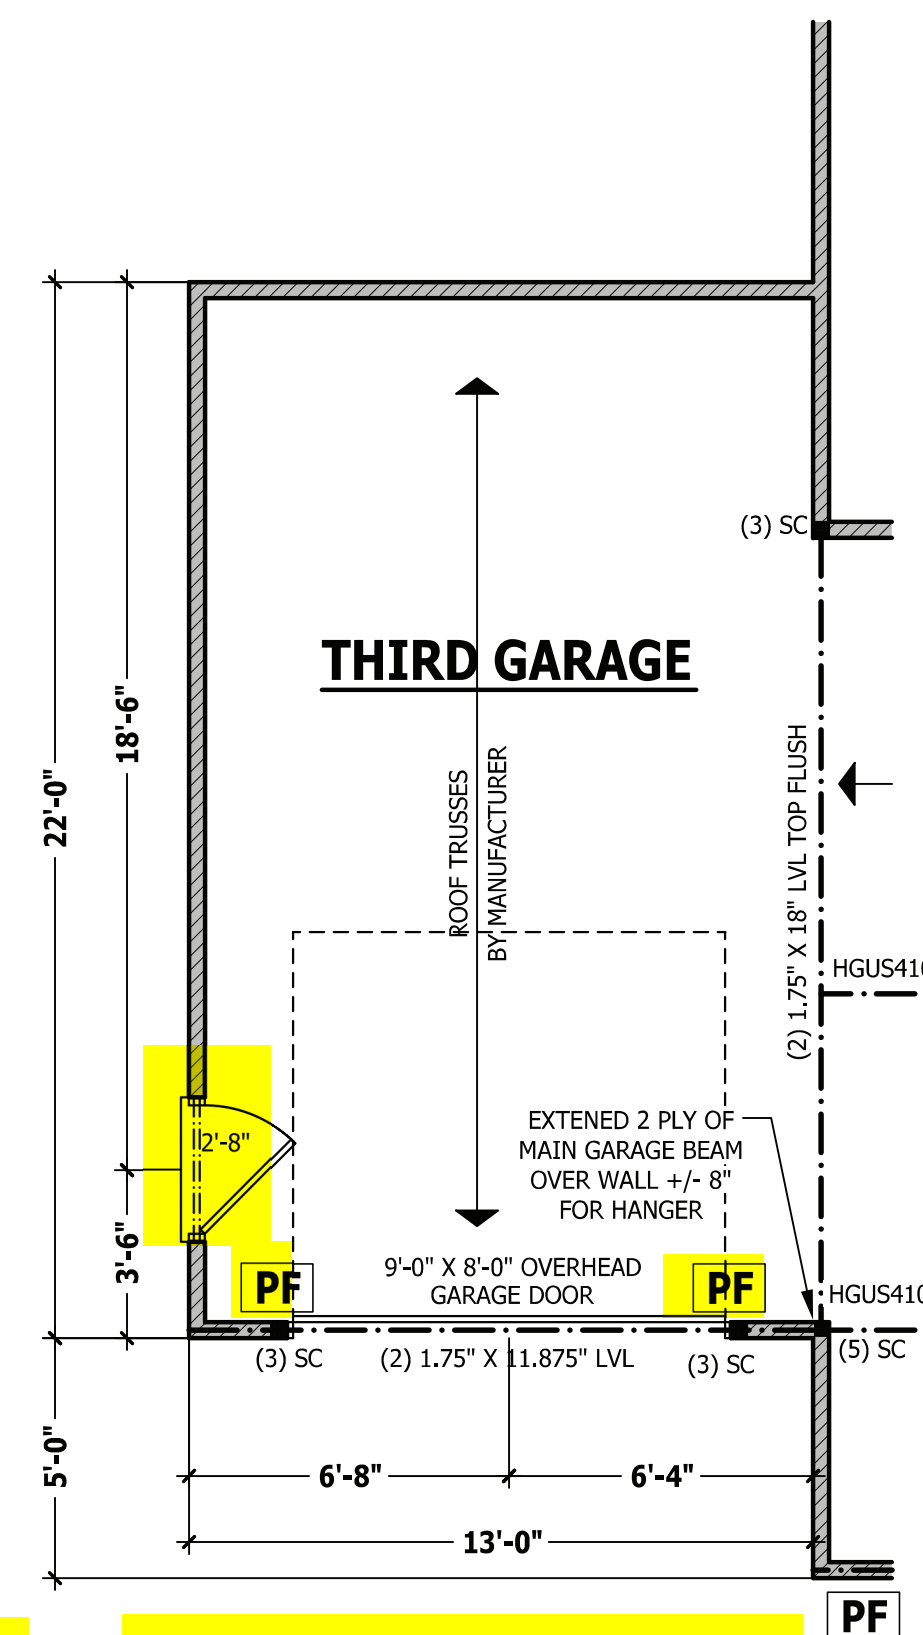 (3) SC
THIRD GARAGE
18'-6"
22'-0"
ROOF TRUSSES
BY MANUFACTURER
(2) 1.75" X 18" LVL TOP FLUSH
HGUS410
EXTENED 2 PLY OF
MAIN GARAGE BEAM
OVER WALL +/- 8"
FOR HANGER
2'-8"
3'-6"
PF
9'-0" X 8'-0" OVERHEAD
GARAGE DOOR
PF
HGUS410
(3) SC
(2) 1.75" X 11.875" LVL
(3) SC
(5) SC
5'-0"
6'-8"
6'-4"
13'-0"
PF